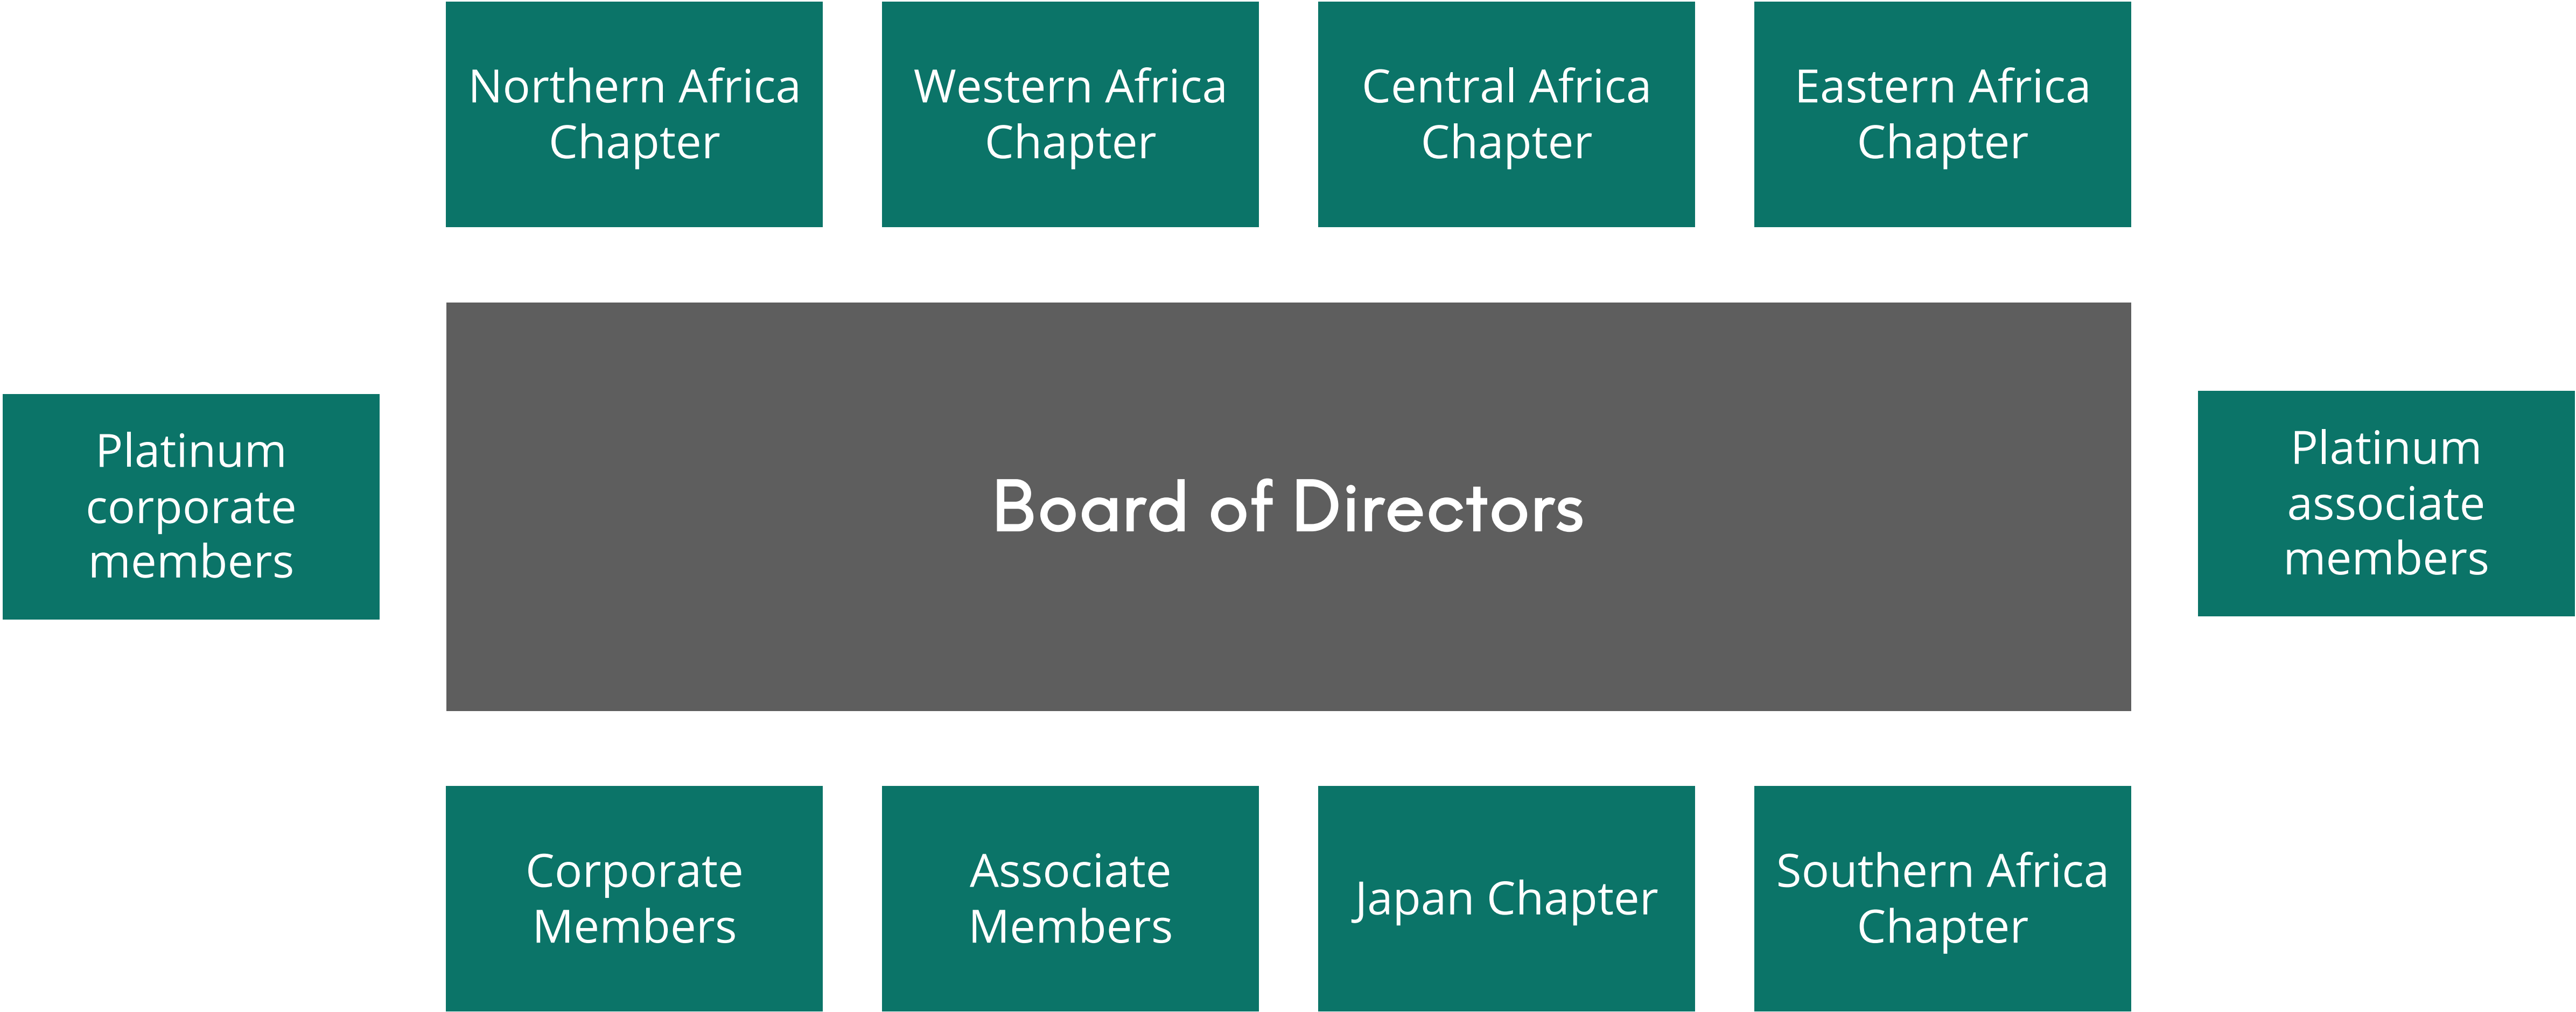 Northern Africa
Chapter
Western Africa
Chapter
Central Africa
Chapter
Eastern Africa
Chapter
Platinum
corporate
members
Board of Directors
Platinum
associate
members
Corporate
Members
Associate
Members
Japan Chapter
Southern Africa
Chapter